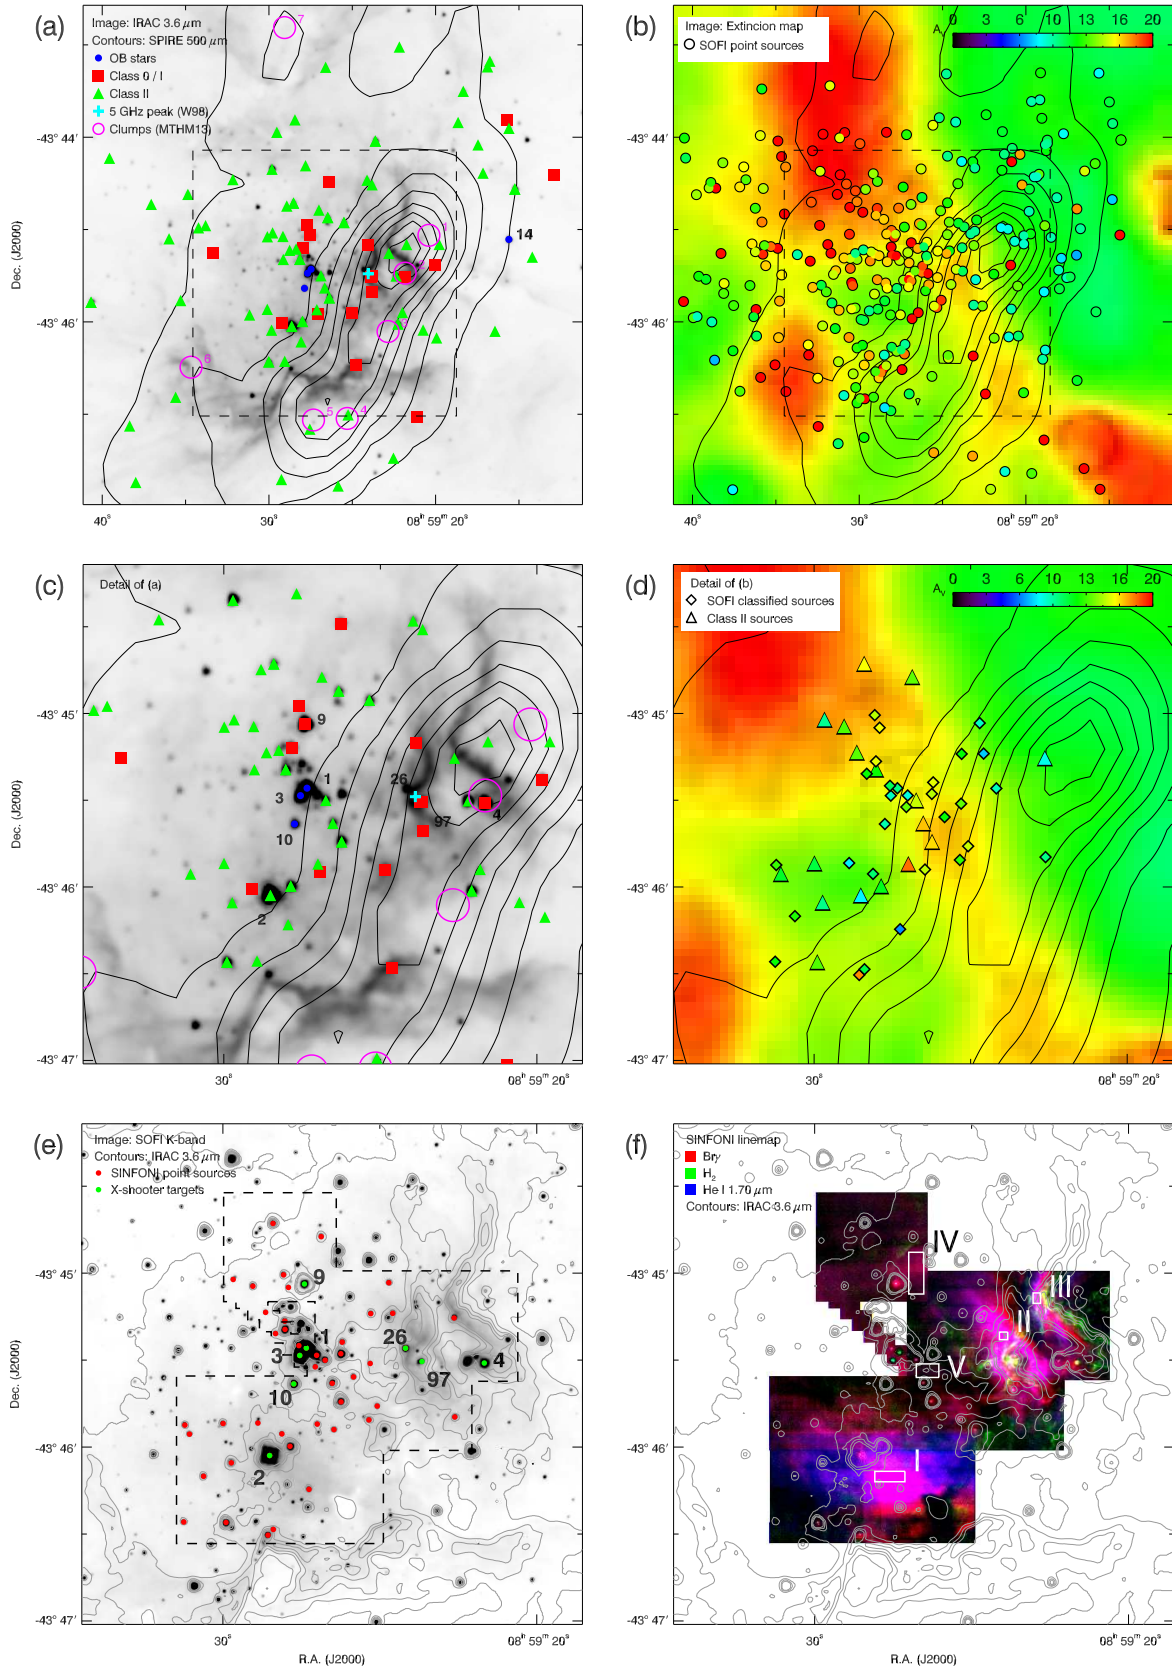 (a)
Image: IRAC 3.6 μm
Contours: SPIRE 500 μm
OB stars
Class 0 / I
Class II
5 GHz peak (W98)
Clumps (MTHM13)
7
6
5
4
14
-43° 44'
-43° 45'
-43° 46'
Dec. (J2000)
40ˢ
30ˢ
08ʰ 59ᵐ 20ˢ
(b)
Image: Extincion map
SOFI point sources
Aᵥ
0 3 6 10 13 16 20
-43° 44'
-43° 46'
40ˢ
30ˢ
08ʰ 59ᵐ 20ˢ
(c)
Detail of (a)
9
1
3
10
2
26
97
4
-43° 45'
-43° 46'
-43° 47'
Dec. (J2000)
30ˢ
08ʰ 59ᵐ 20ˢ
(d)
Detail of (b)
SOFI classified sources
Class II sources
Aᵥ
0 3 6 10 13 16 20
-43° 45'
-43° 46'
-43° 47'
30ˢ
08ʰ 59ᵐ 20ˢ
(e)
Image: SOFI K-band
Contours: IRAC 3.6 μm
SINFONI point sources
X-shooter targets
9
1
3
10
2
26
97
4
-43° 45'
-43° 46'
-43° 47'
Dec. (J2000)
30ˢ
08ʰ 59ᵐ 20ˢ
R.A. (J2000)
(f)
SINFONI linemap
Brγ
H₂
He I 1.70 μm
Contours: IRAC 3.6 μm
IV
III
II
V
I
-43° 45'
-43° 46'
-43° 47'
30ˢ
08ʰ 59ᵐ 20ˢ
R.A. (J2000)